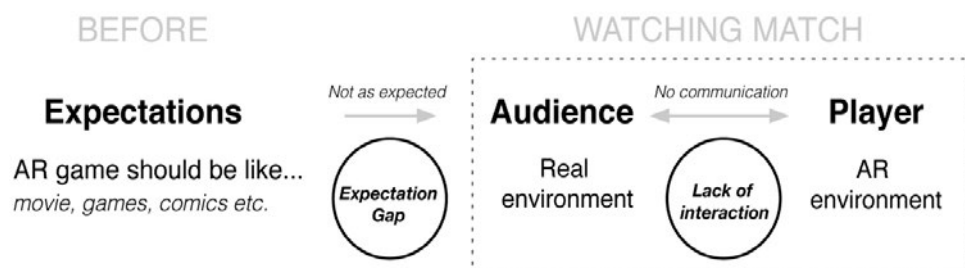 BEFORE
WATCHING MATCH
Expectations
AR game should be like...
movie, games, comics etc.
Not as expected
Expectation
Gap
Audience
Real
environment
No communication
Lack of
interaction
Player
AR
environment